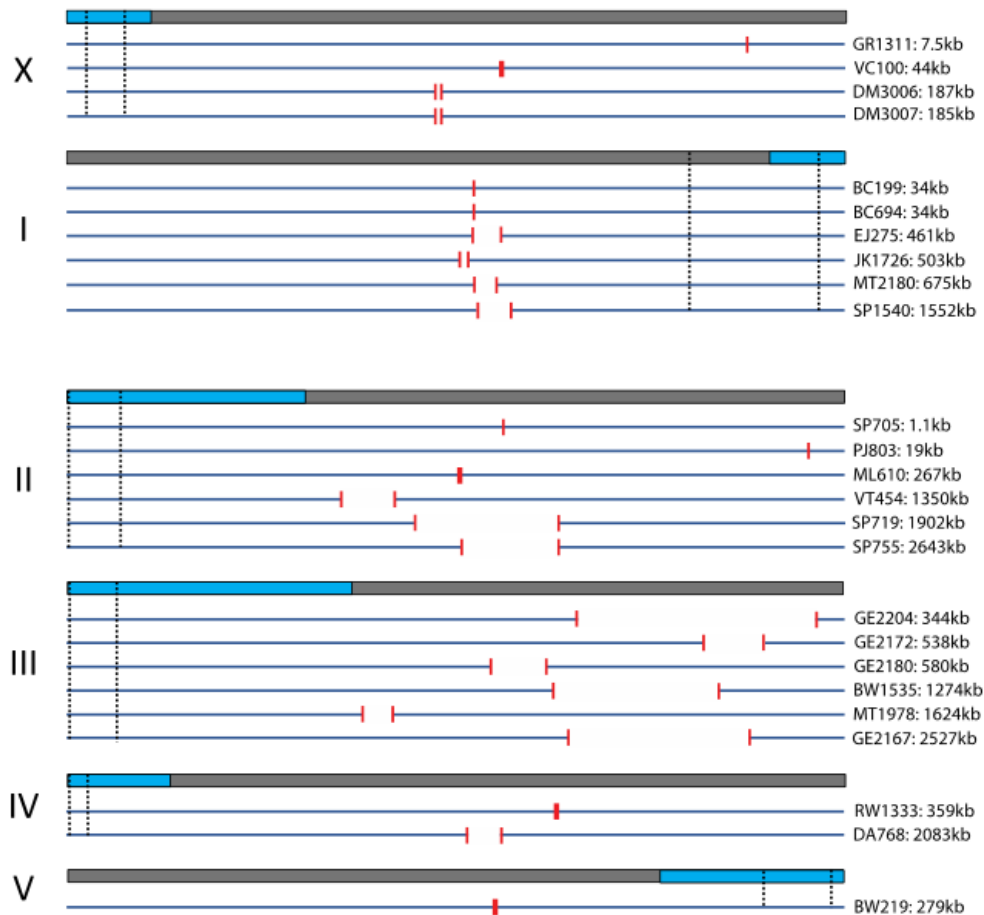 X
GR1311: 7.5kb
VC100: 44kb
DM3006: 187kb
DM3007: 185kb
I
BC199: 34kb
BC694: 34kb
EJ275: 461kb
JK1726: 503kb
MT2180: 675kb
SP1540: 1552kb
II
SP705: 1.1kb
PJ803: 19kb
ML610: 267kb
VT454: 1350kb
SP719: 1902kb
SP755: 2643kb
III
GE2204: 344kb
GE2172: 538kb
GE2180: 580kb
BW1535: 1274kb
MT1978: 1624kb
GE2167: 2527kb
IV
RW1333: 359kb
DA768: 2083kb
V
BW219: 279kb